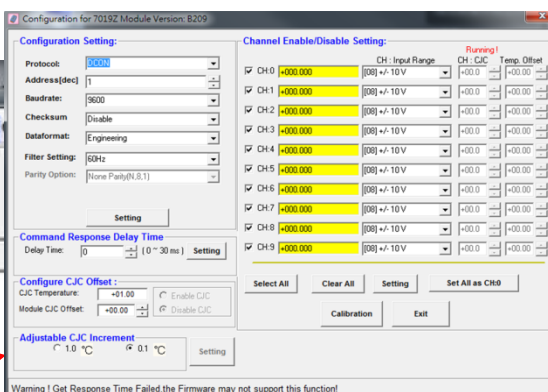 Configuration for 7019Z Module Version: B209
Configuration Setting:
Protocol: DCON
Address[dec] 1
Baudrate: 9600
Checksum Disable
Dataformat: Engineering
Filter Setting: 60Hz
Parity Option: None Parity(N,8,1)
Setting
Command Response Delay Time
Delay Time: 0 ( 0 ~ 30 ms ) Setting
Configure CJC Offset :
CJC Temperature: +01.00
Module CJC Offset: +00.00
Enable CJC
Disable CJC
Adjustable CJC Increment
1.0 °C 0.1 °C Setting
Channel Enable/Disable Setting:
Running !
CH : Input Range CH : CJC Temp. Offset
CH:0 +000.000 [08] +/- 10 V +00.0 +00.00
CH:1 +000.000 [08] +/- 10 V +00.0 +00.00
CH:2 +000.000 [08] +/- 10 V +00.0 +00.00
CH:3 +000.000 [08] +/- 10 V +00.0 +00.00
CH:4 +000.000 [08] +/- 10 V +00.0 +00.00
CH:5 +000.000 [08] +/- 10 V +00.0 +00.00
CH:6 +000.000 [08] +/- 10 V +00.0 +00.00
CH:7 +000.000 [08] +/- 10 V +00.0 +00.00
CH:8 +000.000 [08] +/- 10 V +00.0 +00.00
CH:9 +000.000 [08] +/- 10 V +00.0 +00.00
Select All Clear All Setting Set All as CH:0
Calibration Exit
Warning ! Get Response Time Failed,the Firmware may not support this function!